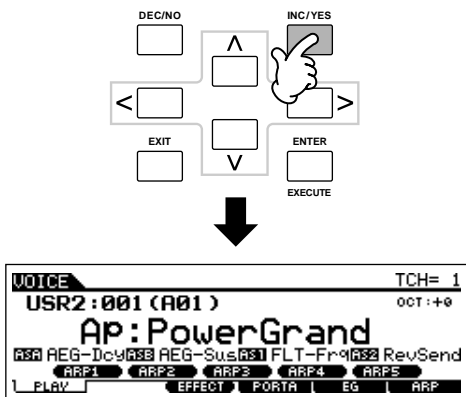 DEC/NO INC/YES
EXIT ENTER
EXECUTE
VOICE TCH= 1
USR2:001(A01) OCT:+0
AP:PowerGrand
ASA AEG-Dcy ASB AEG-Sus AS1 FLT-Frq AS2 RevSend
ARP1 ARP2 ARP3 ARP4 ARP5
PLAY EFFECT PORTA EG ARP